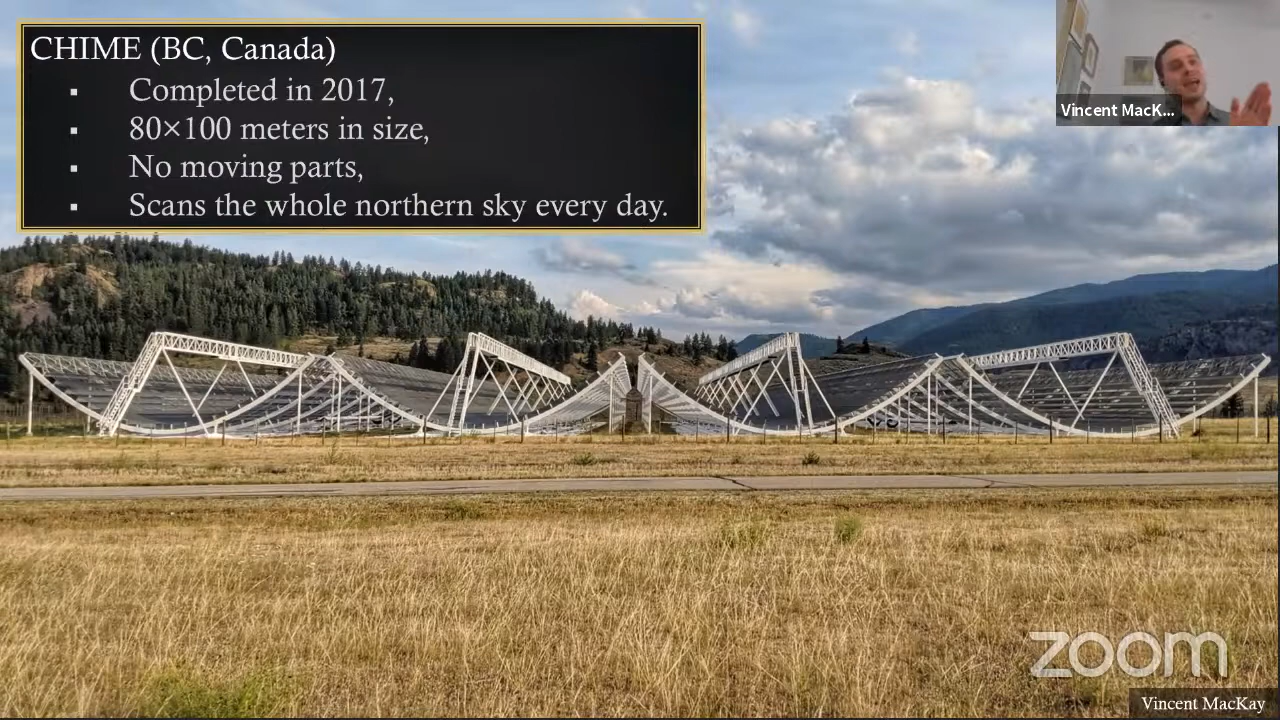 CHIME (BC, Canada)
▪ Completed in 2017,
▪ 80×100 meters in size,
▪ No moving parts,
▪ Scans the whole northern sky every day.
Vincent MacK...
zoom
Vincent MacKay